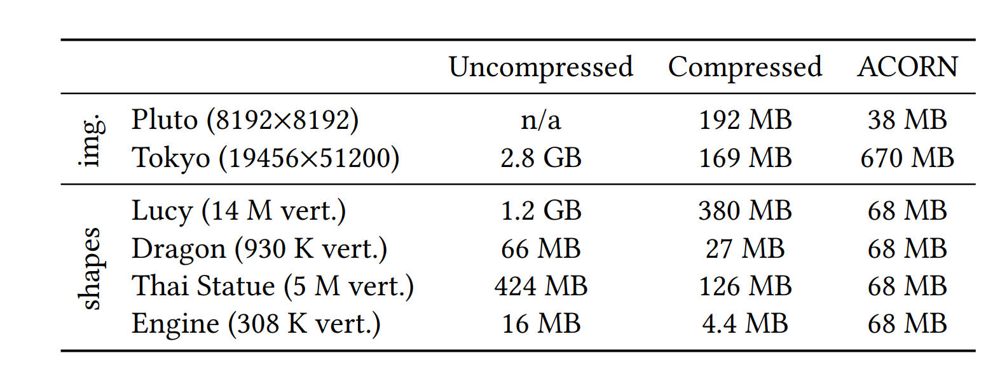 Uncompressed Compressed ACORN
img.
Pluto (8192×8192) n/a 192 MB 38 MB
Tokyo (19456×51200) 2.8 GB 169 MB 670 MB
shapes
Lucy (14 M vert.) 1.2 GB 380 MB 68 MB
Dragon (930 K vert.) 66 MB 27 MB 68 MB
Thai Statue (5 M vert.) 424 MB 126 MB 68 MB
Engine (308 K vert.) 16 MB 4.4 MB 68 MB